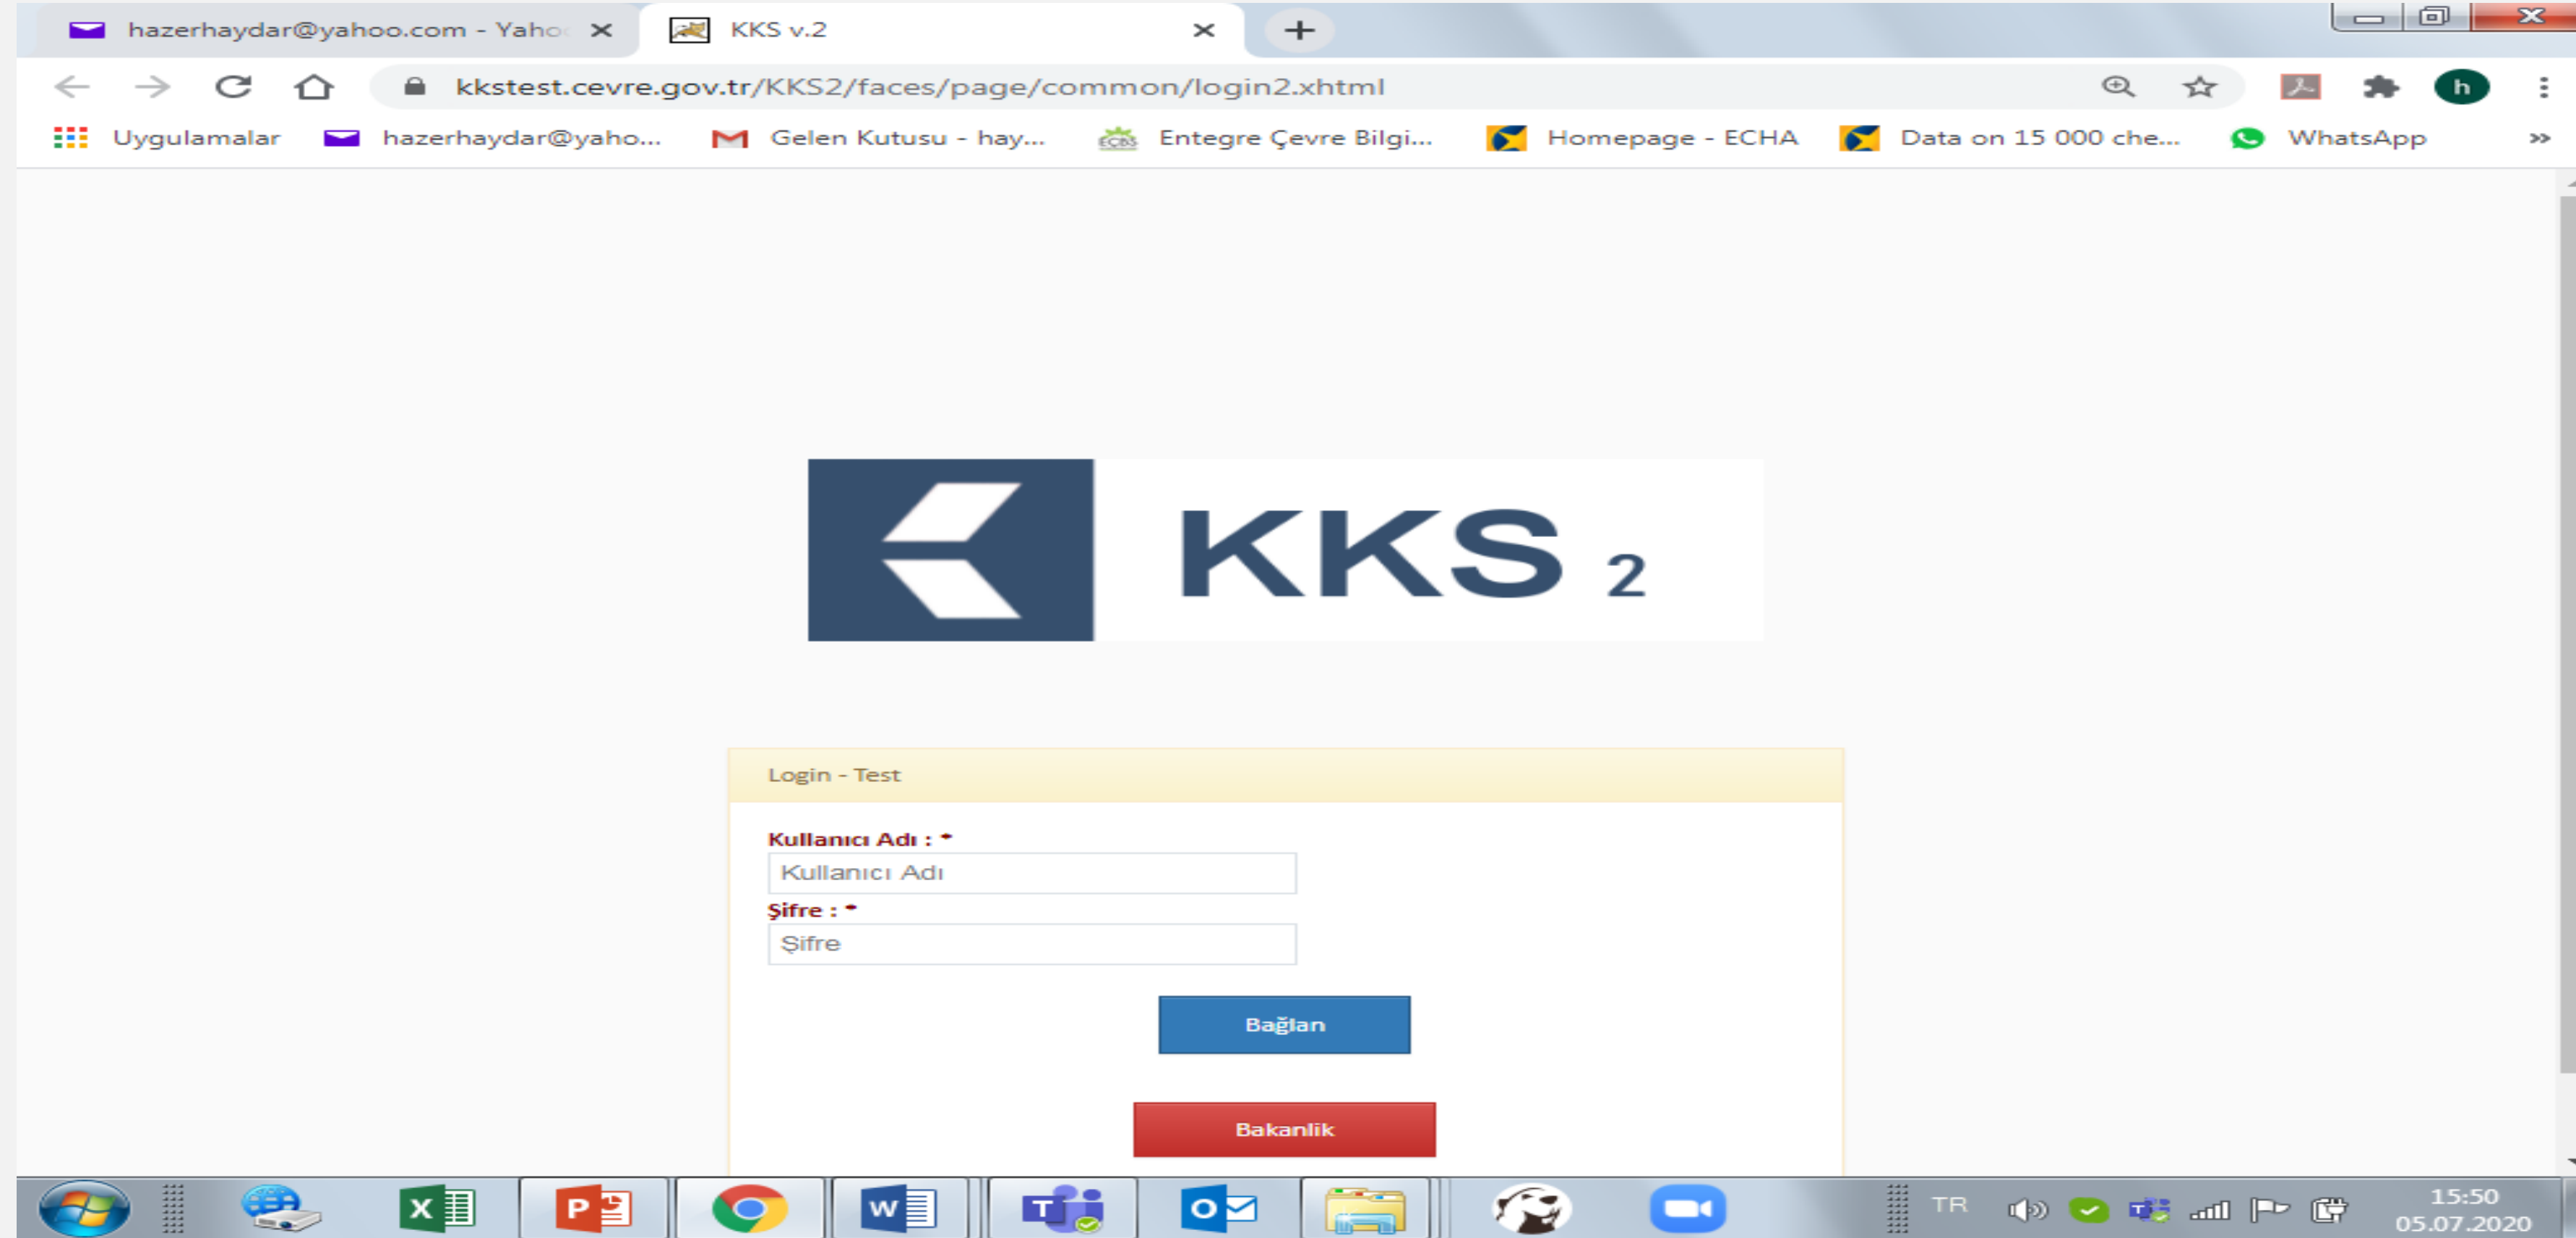 hazerhaydar@yahoo.com - Yaho
KKS v.2
kkstest.cevre.gov.tr/KKS2/faces/page/common/login2.xhtml
h
Uygulamalar
hazerhaydar@yaho...
Gelen Kutusu - hay...
ECBS
Entegre Çevre Bilgi...
Homepage - ECHA
Data on 15 000 che...
WhatsApp
KKS 2
Login - Test
Kullanıcı Adı : *
Kullanıcı Adı
Şifre : *
Şifre
Bağlan
Bakanlik
TR
15:50
05.07.2020